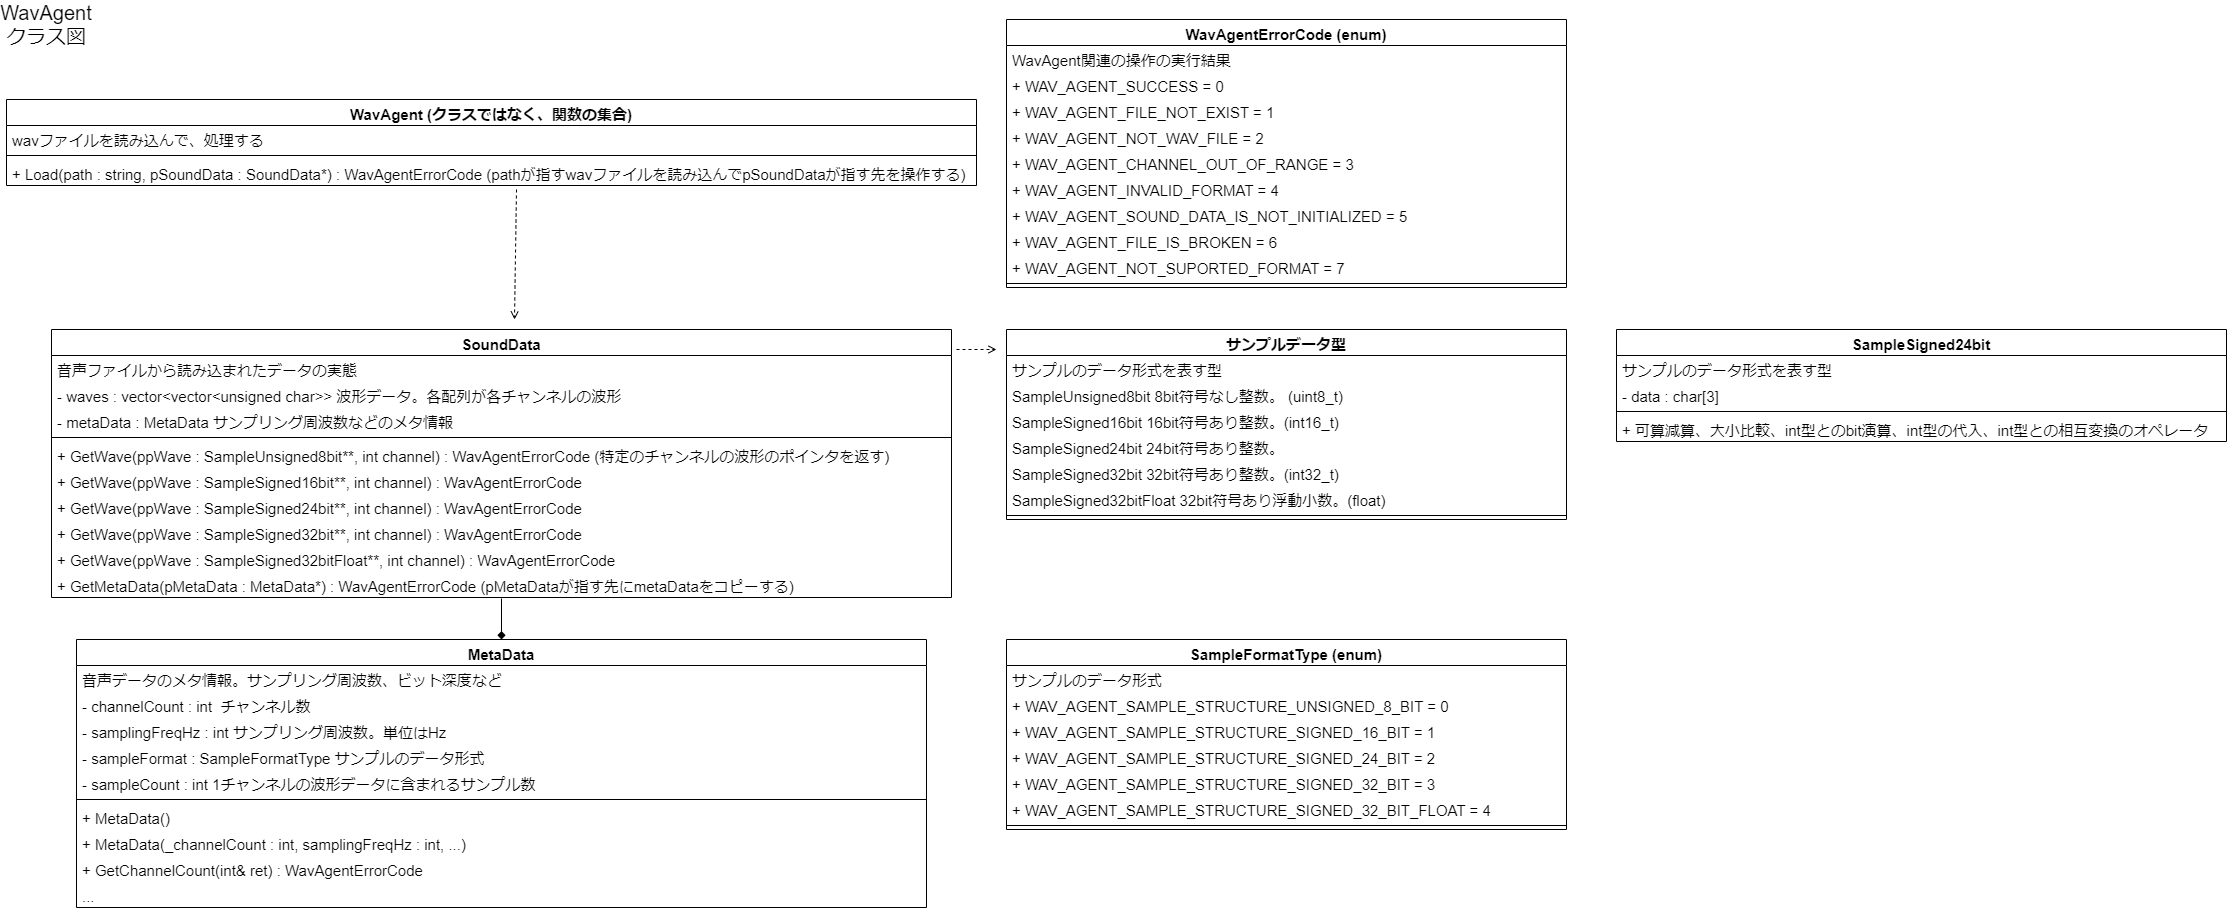 WavAgent
クラス図
WavAgent (クラスではなく、関数の集合)
wavファイルを読み込んで、処理する
+ Load(path : string, pSoundData : SoundData*) : WavAgentErrorCode (pathが指すwavファイルを読み込んでpSoundDataが指す先を操作する)
WavAgentErrorCode (enum)
WavAgent関連の操作の実行結果
+ WAV_AGENT_SUCCESS = 0
+ WAV_AGENT_FILE_NOT_EXIST = 1
+ WAV_AGENT_NOT_WAV_FILE = 2
+ WAV_AGENT_CHANNEL_OUT_OF_RANGE = 3
+ WAV_AGENT_INVALID_FORMAT = 4
+ WAV_AGENT_SOUND_DATA_IS_NOT_INITIALIZED = 5
+ WAV_AGENT_FILE_IS_BROKEN = 6
+ WAV_AGENT_NOT_SUPORTED_FORMAT = 7
SoundData
音声ファイルから読み込まれたデータの実態
- waves : vector<vector<unsigned char>> 波形データ。各配列が各チャンネルの波形
- metaData : MetaData サンプリング周波数などのメタ情報
+ GetWave(ppWave : SampleUnsigned8bit**, int channel) : WavAgentErrorCode (特定のチャンネルの波形のポインタを返す)
+ GetWave(ppWave : SampleSigned16bit**, int channel) : WavAgentErrorCode
+ GetWave(ppWave : SampleSigned24bit**, int channel) : WavAgentErrorCode
+ GetWave(ppWave : SampleSigned32bit**, int channel) : WavAgentErrorCode
+ GetWave(ppWave : SampleSigned32bitFloat**, int channel) : WavAgentErrorCode
+ GetMetaData(pMetaData : MetaData*) : WavAgentErrorCode (pMetaDataが指す先にmetaDataをコピーする)
サンプルデータ型
サンプルのデータ形式を表す型
SampleUnsigned8bit 8bit符号なし整数。 (uint8_t)
SampleSigned16bit 16bit符号あり整数。(int16_t)
SampleSigned24bit 24bit符号あり整数。
SampleSigned32bit 32bit符号あり整数。(int32_t)
SampleSigned32bitFloat 32bit符号あり浮動小数。(float)
SampleSigned24bit
サンプルのデータ形式を表す型
- data : char[3]
+ 可算減算、大小比較、int型とのbit演算、int型の代入、int型との相互変換のオペレータ
MetaData
音声データのメタ情報。サンプリング周波数、ビット深度など
- channelCount : int  チャンネル数
- samplingFreqHz : int サンプリング周波数。単位はHz
- sampleFormat : SampleFormatType サンプルのデータ形式
- sampleCount : int 1チャンネルの波形データに含まれるサンプル数
+ MetaData()
+ MetaData(_channelCount : int, samplingFreqHz : int, ...)
+ GetChannelCount(int& ret) : WavAgentErrorCode
...
SampleFormatType (enum)
サンプルのデータ形式
+ WAV_AGENT_SAMPLE_STRUCTURE_UNSIGNED_8_BIT = 0
+ WAV_AGENT_SAMPLE_STRUCTURE_SIGNED_16_BIT = 1
+ WAV_AGENT_SAMPLE_STRUCTURE_SIGNED_24_BIT = 2
+ WAV_AGENT_SAMPLE_STRUCTURE_SIGNED_32_BIT = 3
+ WAV_AGENT_SAMPLE_STRUCTURE_SIGNED_32_BIT_FLOAT = 4